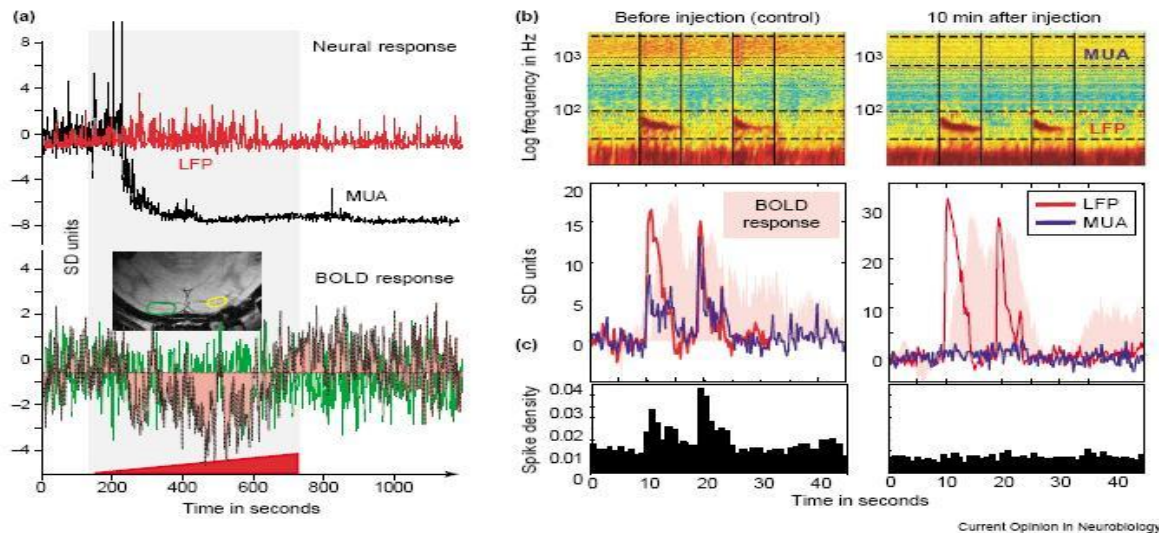 (a)
Neural response
8
4
2
0
−2
−4
−6
−8
LFP
MUA
SD units
BOLD response
4
2
0
−2
−4
0 200 400 600 800 1000
Time in seconds
(b)
Before injection (control)
10 min after injection
Log frequency in Hz
10³
10²
10³
10²
MUA
LFP
SD units
20
15
10
5
0
BOLD
response
30
20
10
0
LFP
MUA
(c)
Spike density
0.04
0.03
0.02
0.01
0 10 20 30 40
0 10 20 30 40
Time in seconds
Current Opinion in Neurobiology